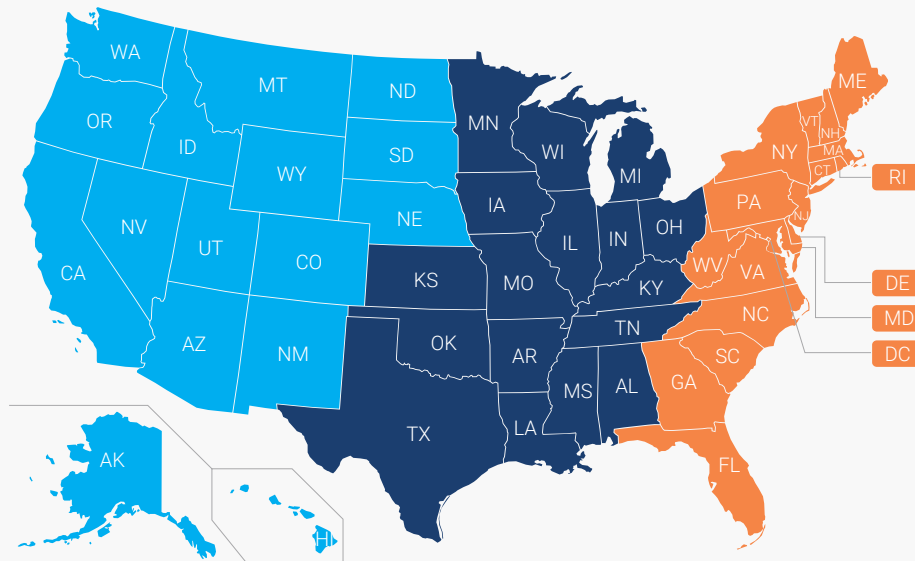 WA
MT
ND
MN
ME
OR
ID
SD
WI
VT
NH
NY
MA
CT
WY
MI
RI
NE
IA
PA
NJ
NV
UT
CO
IL
IN
OH
CA
KS
MO
KY
WV
VA
DE
MD
DC
AZ
NM
OK
AR
TN
NC
SC
TX
MS
AL
GA
LA
AK
FL
HI